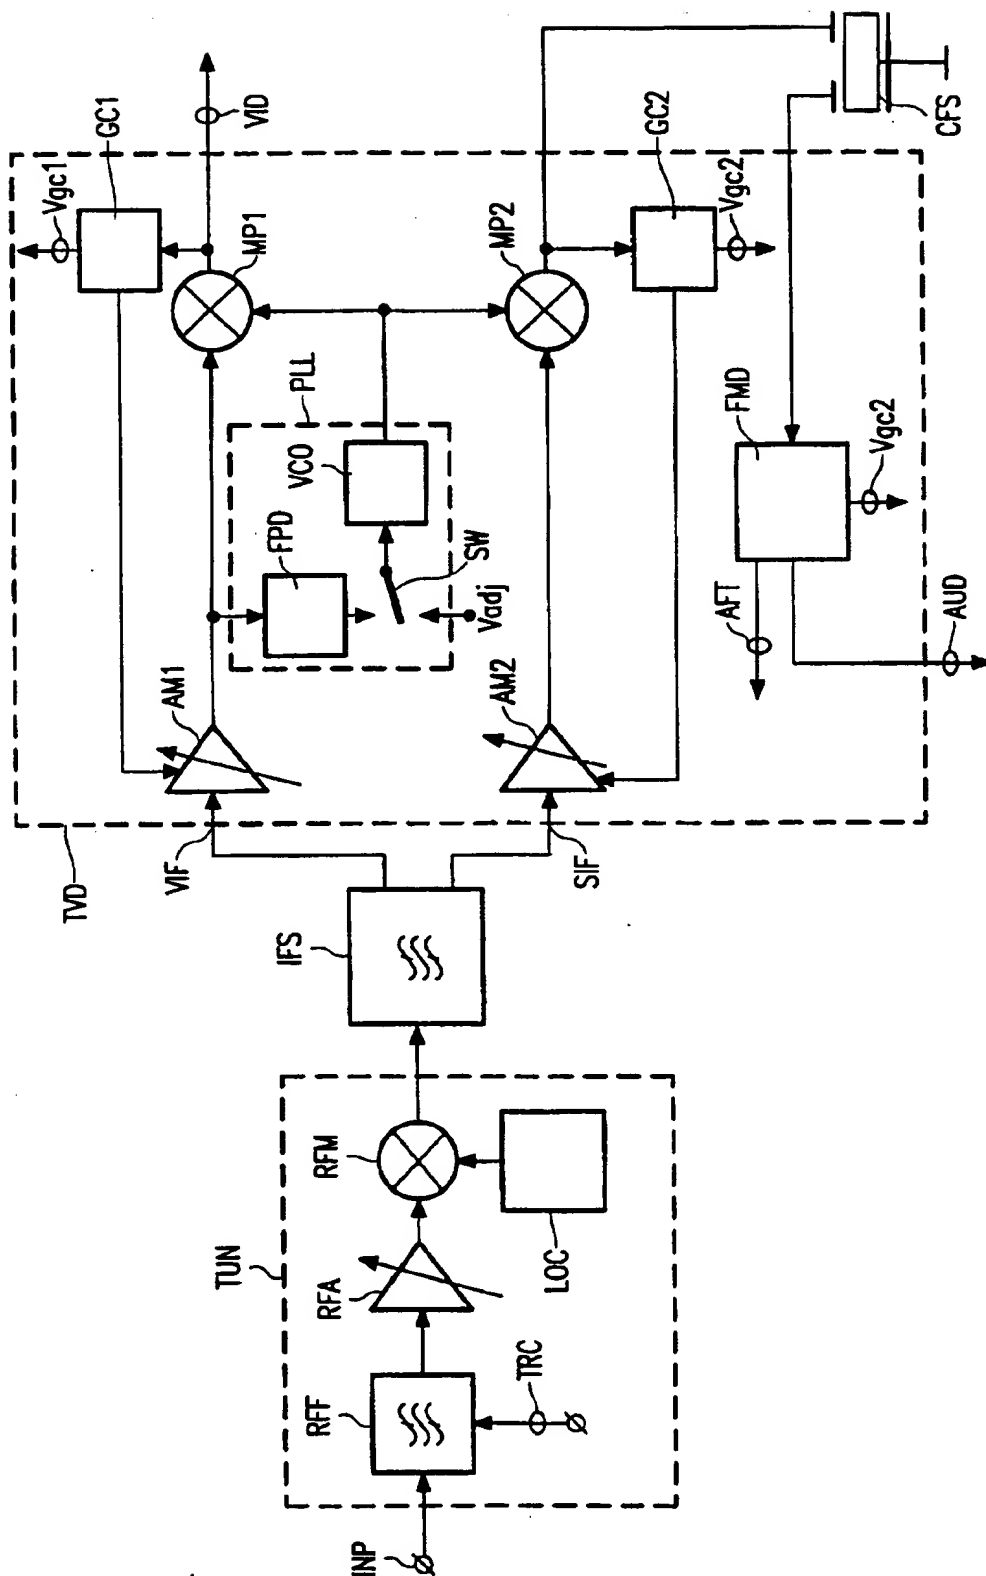 INP
RFF
TRC
RFA
TUN
RFM
LOC
IFS
TVD
VIF
SIF
AM1
AM2
FPD
VCO
PLL
SW
Vadj
Vgc1
GC1
MP1
VID
MP2
GC2
Vgc2
FMD
Vgc2
AFT
AUD
CFS